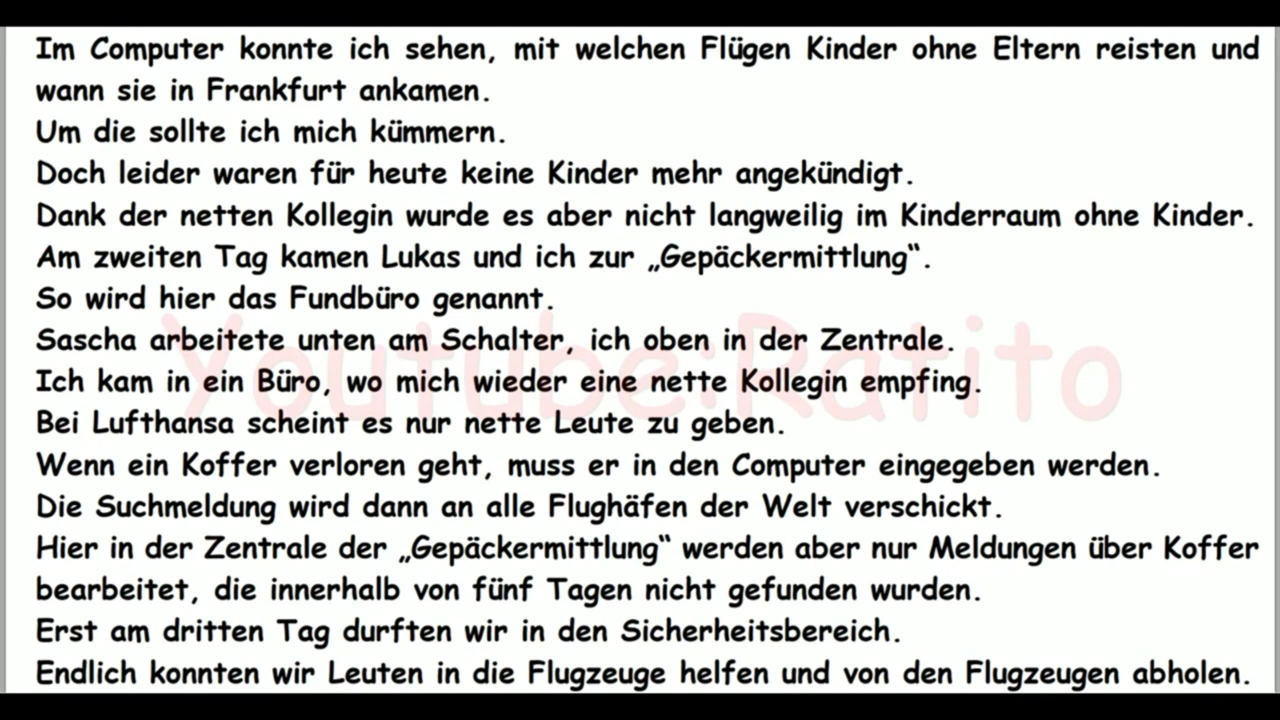 Im Computer konnte ich sehen, mit welchen Flügen Kinder ohne Eltern reisten und
wann sie in Frankfurt ankamen.
Um die sollte ich mich kümmern.
Doch leider waren für heute keine Kinder mehr angekündigt.
Dank der netten Kollegin wurde es aber nicht langweilig im Kinderraum ohne Kinder.
Am zweiten Tag kamen Lukas und ich zur „Gepäckermittlung“.
So wird hier das Fundbüro genannt.
Sascha arbeitete unten am Schalter, ich oben in der Zentrale.
Youtube:Ratito
Ich kam in ein Büro, wo mich wieder eine nette Kollegin empfing.
Bei Lufthansa scheint es nur nette Leute zu geben.
Wenn ein Koffer verloren geht, muss er in den Computer eingegeben werden.
Die Suchmeldung wird dann an alle Flughäfen der Welt verschickt.
Hier in der Zentrale der „Gepäckermittlung“ werden aber nur Meldungen über Koffer
bearbeitet, die innerhalb von fünf Tagen nicht gefunden wurden.
Erst am dritten Tag durften wir in den Sicherheitsbereich.
Endlich konnten wir Leuten in die Flugzeuge helfen und von den Flugzeugen abholen.